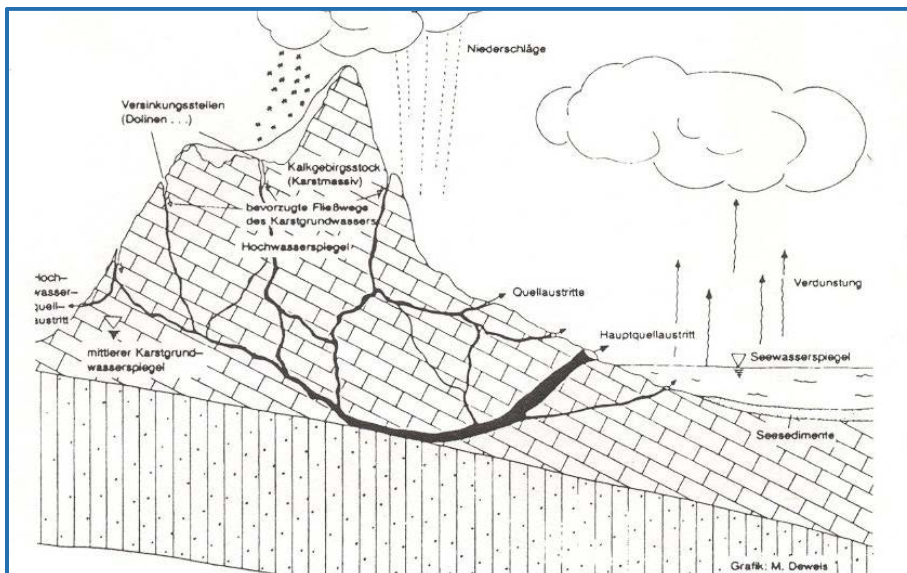 Niederschläge
Versinkungsstellen
(Dolinen . . .)
Kalkgebirgsstock
(Karstmassiv)
bevorzugte Fließwege
des Karstgrundwassers
Hochwasserspiegel
Hoch-
wasser-
quell-
austritt
mittlerer Karstgrund-
wasserspiegel
Quellaustritte
Hauptquellaustritt
Verdunstung
Seewasserspiegel
Seesedimente
Grafik: M. Deweis